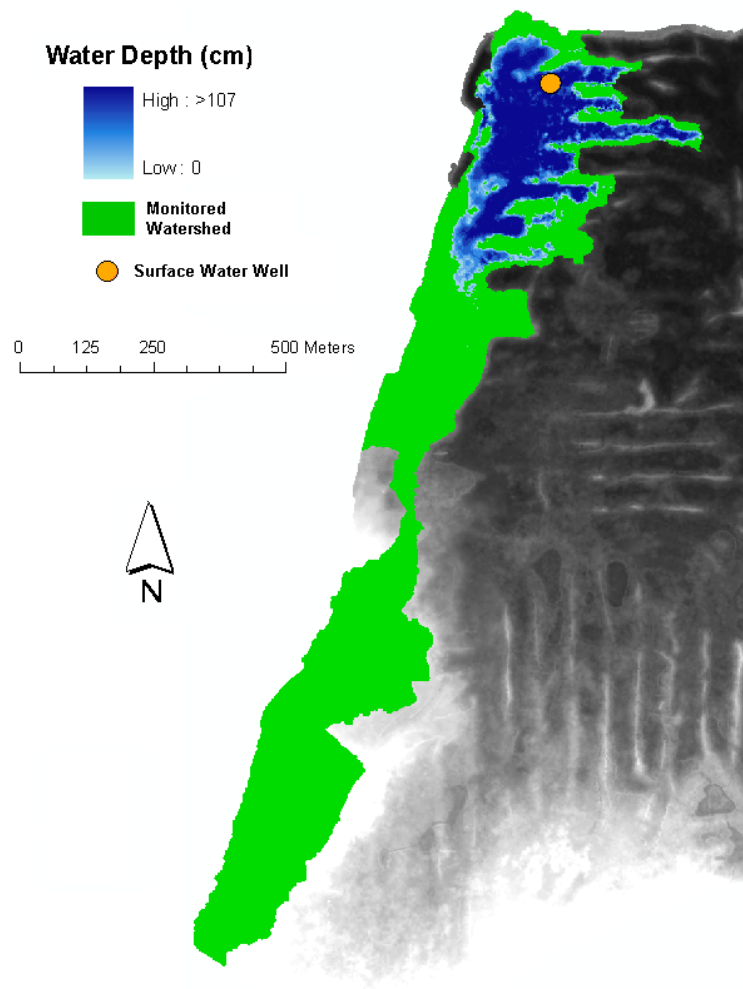 Water Depth (cm)
High : >107
Low : 0
Monitored
Watershed
Surface Water Well
0 125 250 500 Meters
N